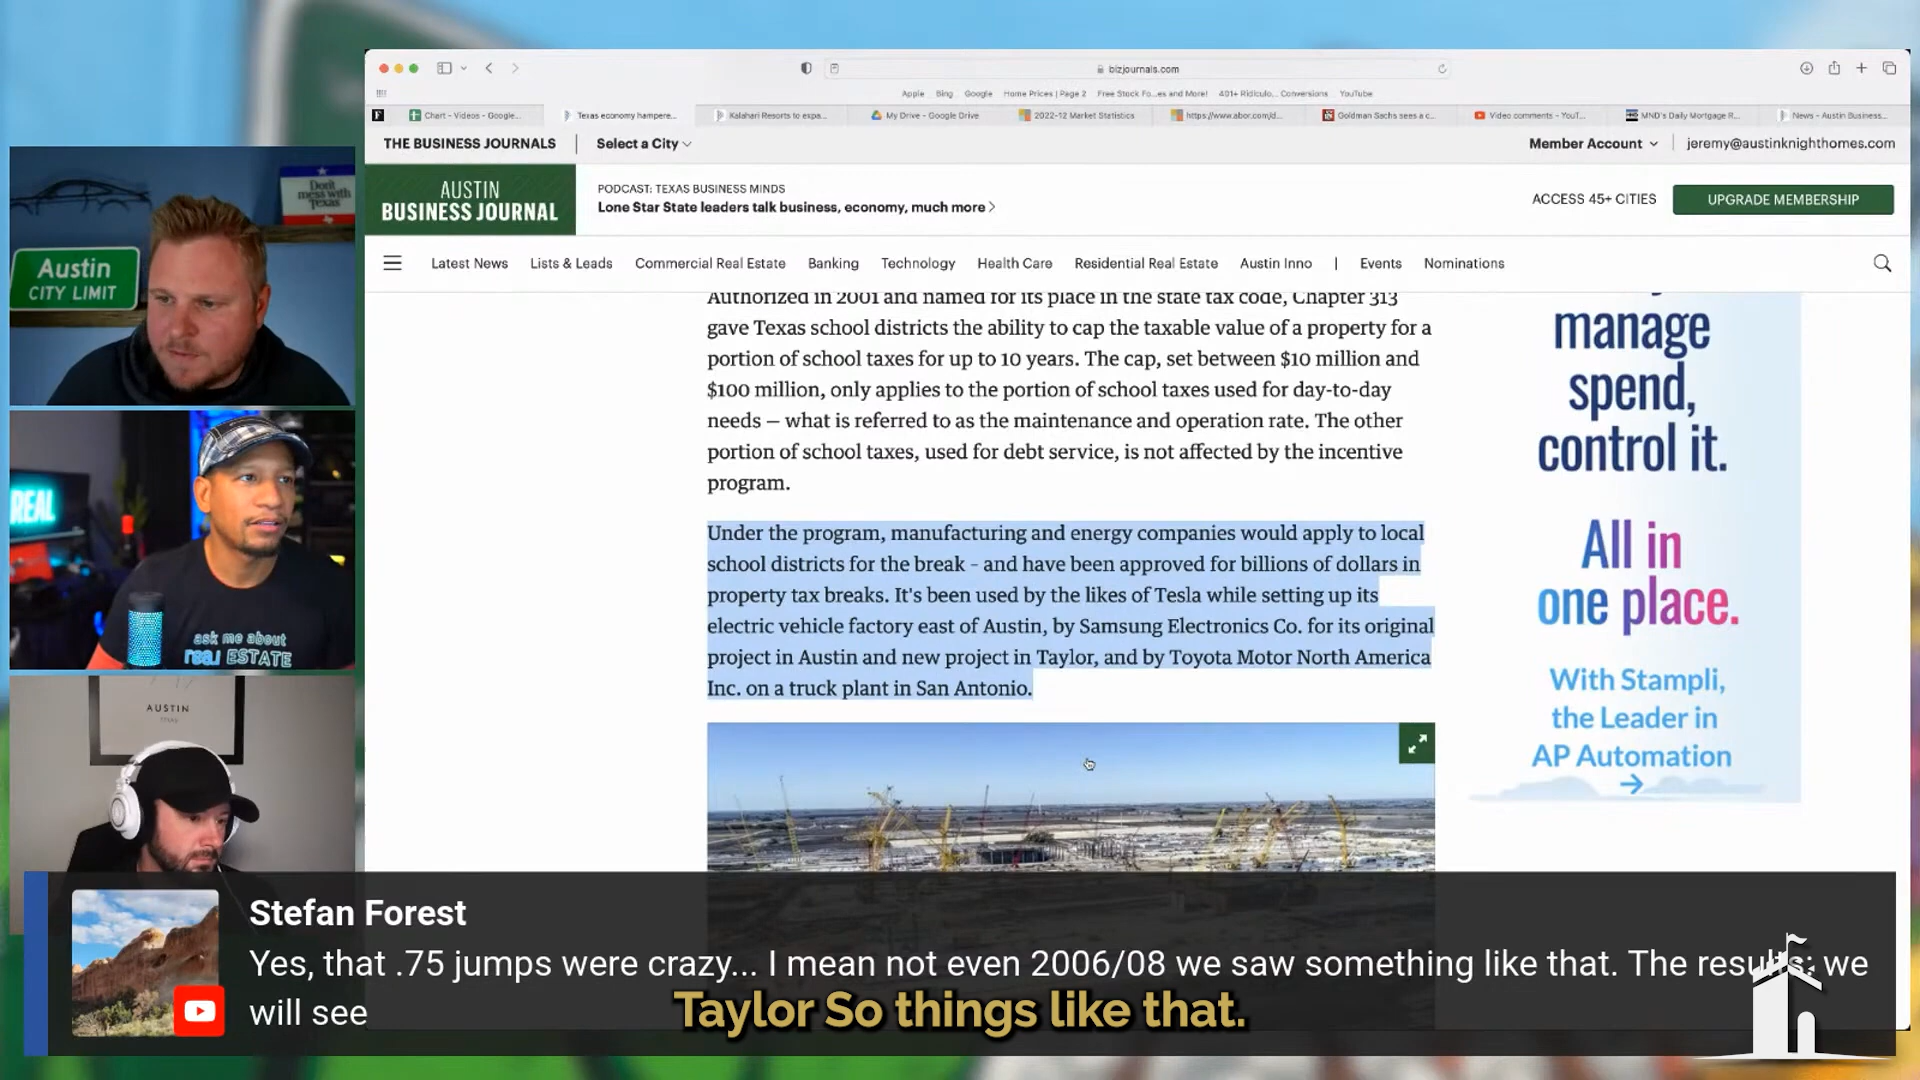 bizjournals.com
Apple Bing Google Home Prices | Page 2 Free Stock Fo...es and More! 401+ Ridiculo... Conversions YouTube
Chart - Videos - Google... Texas economy hampere... Kalahari Resorts to expa... My Drive - Google Drive 2022-12 Market Statistics https://www.abor.com/d... Goldman Sachs sees a c... Video comments - YouT... MND's Daily Mortgage R... News - Austin Business...
THE BUSINESS JOURNALS Select a City Member Account jeremy@austinknighthomes.com
AUSTIN
BUSINESS JOURNAL
PODCAST: TEXAS BUSINESS MINDS
Lone Star State leaders talk business, economy, much more >
ACCESS 45+ CITIES UPGRADE MEMBERSHIP
Latest News Lists & Leads Commercial Real Estate Banking Technology Health Care Residential Real Estate Austin Inno | Events Nominations
Authorized in 2001 and named for its place in the state tax code, Chapter 313
gave Texas school districts the ability to cap the taxable value of a property for a
portion of school taxes for up to 10 years. The cap, set between $10 million and
$100 million, only applies to the portion of school taxes used for day-to-day
needs — what is referred to as the maintenance and operation rate. The other
portion of school taxes, used for debt service, is not affected by the incentive
program.
Under the program, manufacturing and energy companies would apply to local
school districts for the break - and have been approved for billions of dollars in
property tax breaks. It's been used by the likes of Tesla while setting up its
electric vehicle factory east of Austin, by Samsung Electronics Co. for its original
project in Austin and new project in Taylor, and by Toyota Motor North America
Inc. on a truck plant in San Antonio.
manage
spend,
control it.
All in
one place.
With Stampli,
the Leader in
AP Automation
Don't
mess with
Texas
Austin
CITY LIMIT
REAL
ask me about
real ESTATE
AUSTIN
TEXAS
Stefan Forest
Yes, that .75 jumps were crazy... I mean not even 2006/08 we saw something like that. The results: we
will see
Taylor So things like that.